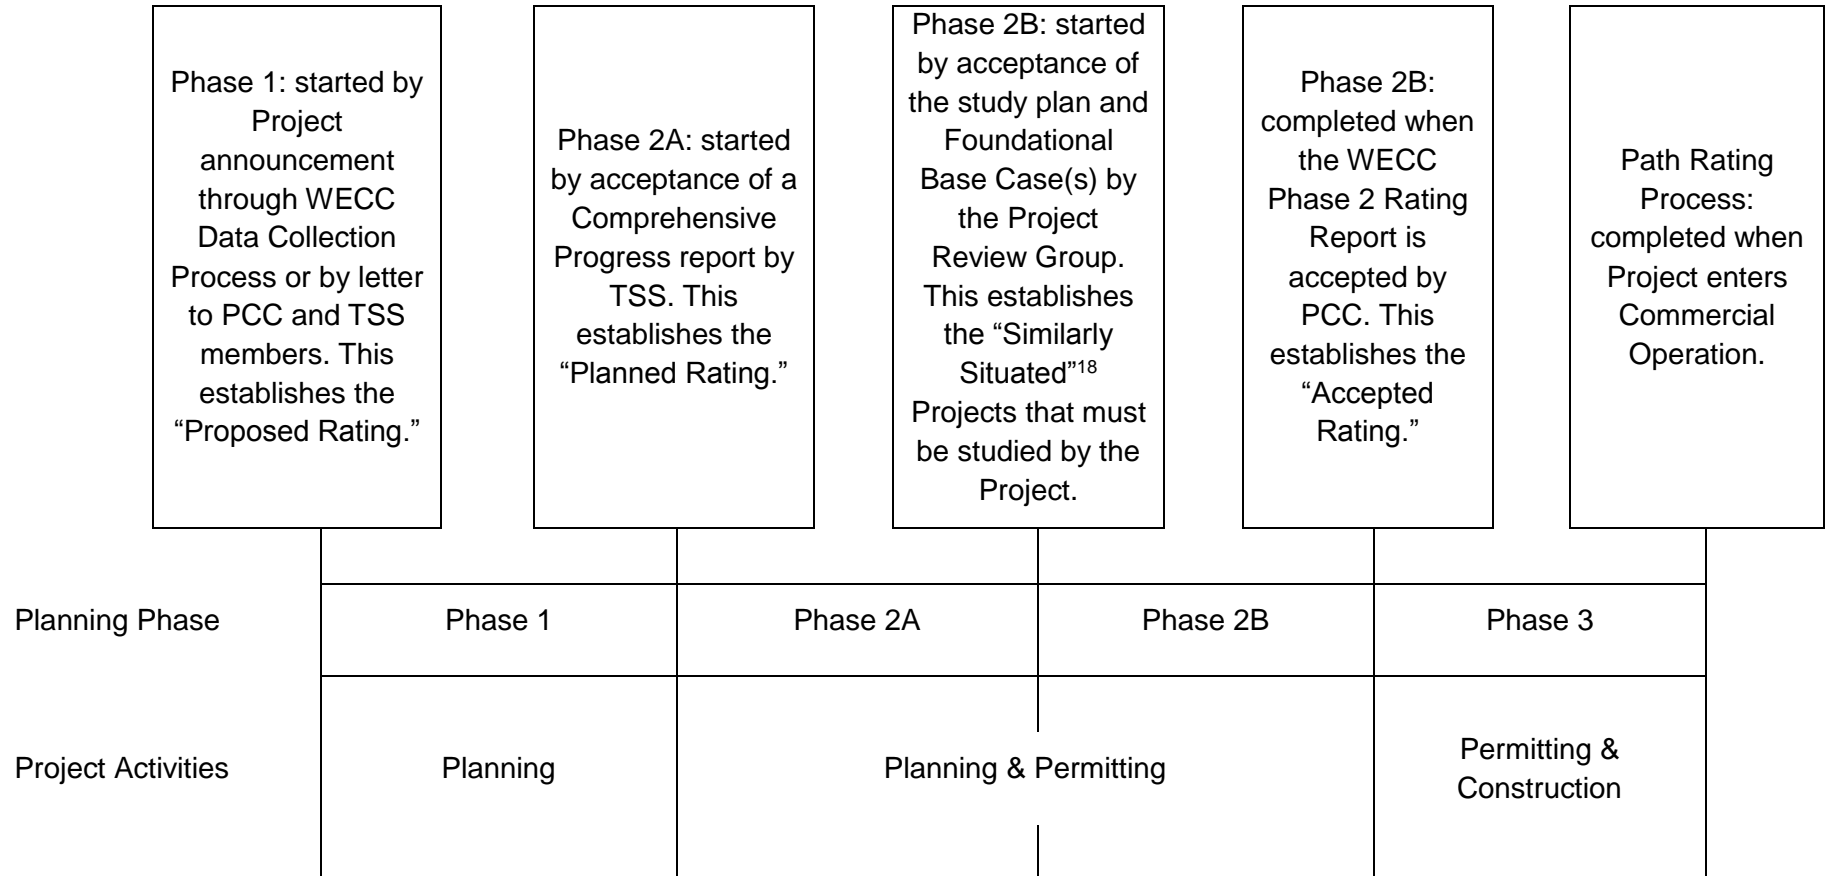 Phase 1: started by
Project
announcement
through WECC
Data Collection
Process or by letter
to PCC and TSS
members. This
establishes the
“Proposed Rating.”
Phase 2A: started
by acceptance of a
Comprehensive
Progress report by
TSS. This
establishes the
“Planned Rating.”
Phase 2B: started
by acceptance of
the study plan and
Foundational
Base Case(s) by
the Project
Review Group.
This establishes
the “Similarly
Situated”18
Projects that must
be studied by the
Project.
Phase 2B:
completed when
the WECC
Phase 2 Rating
Report is
accepted by
PCC. This
establishes the
“Accepted
Rating.”
Path Rating
Process:
completed when
Project enters
Commercial
Operation.
Planning Phase
Phase 1
Phase 2A
Phase 2B
Phase 3
Project Activities
Planning
Planning & Permitting
Permitting &
Construction